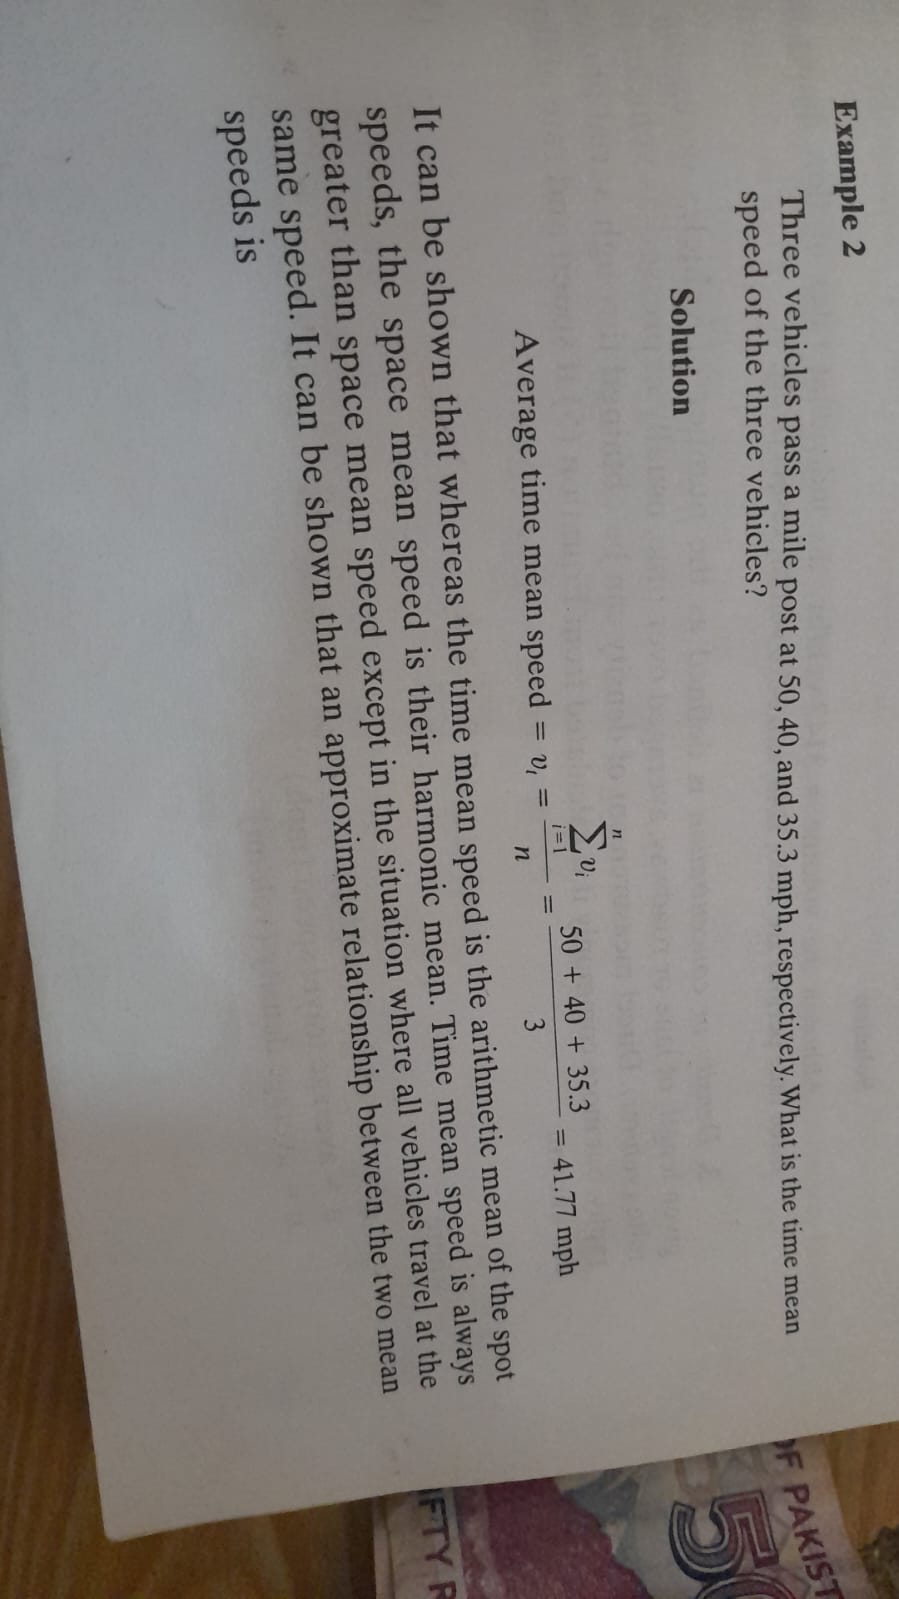 Example 2
Three vehicles pass a mile post at 50, 40, and 35.3 mph, respectively. What is the time mean
speed of the three vehicles?
Solution
Average time mean speed = v_t = \frac{\sum_{i=1}^{n} v_i}{n} = \frac{50 + 40 + 35.3}{3} = 41.77 mph
It can be shown that whereas the time mean speed is the arithmetic mean of the spot
speeds, the space mean speed is their harmonic mean. Time mean speed is always
greater than space mean speed except in the situation where all vehicles travel at the
same speed. It can be shown that an approximate relationship between the two mean
speeds is
OF PAKIST
50
FTY R